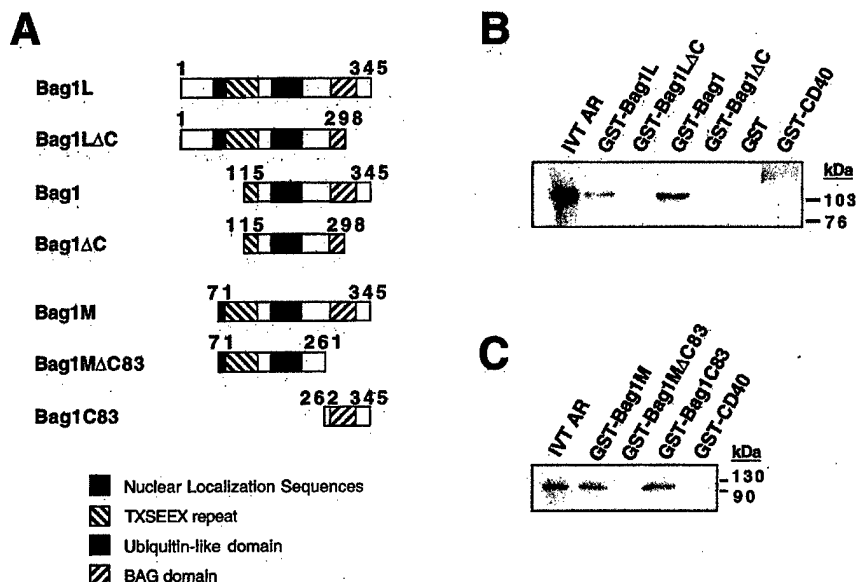 A
1 345
Bag1L
1 298
Bag1LΔC
115 345
Bag1
115 298
Bag1ΔC
71 345
Bag1M
71 261
Bag1MΔC83
262 345
Bag1C83
Nuclear Localization Sequences
TXSEEX repeat
Ubiquitin-like domain
BAG domain
B
IVT AR
GST-Bag1L
GST-Bag1LΔC
GST-Bag1
GST-Bag1ΔC
GST
GST-CD40
kDa
103
76
C
IVT AR
GST-Bag1M
GST-Bag1MΔC83
GST-Bag1C83
GST-CD40
kDa
130
90